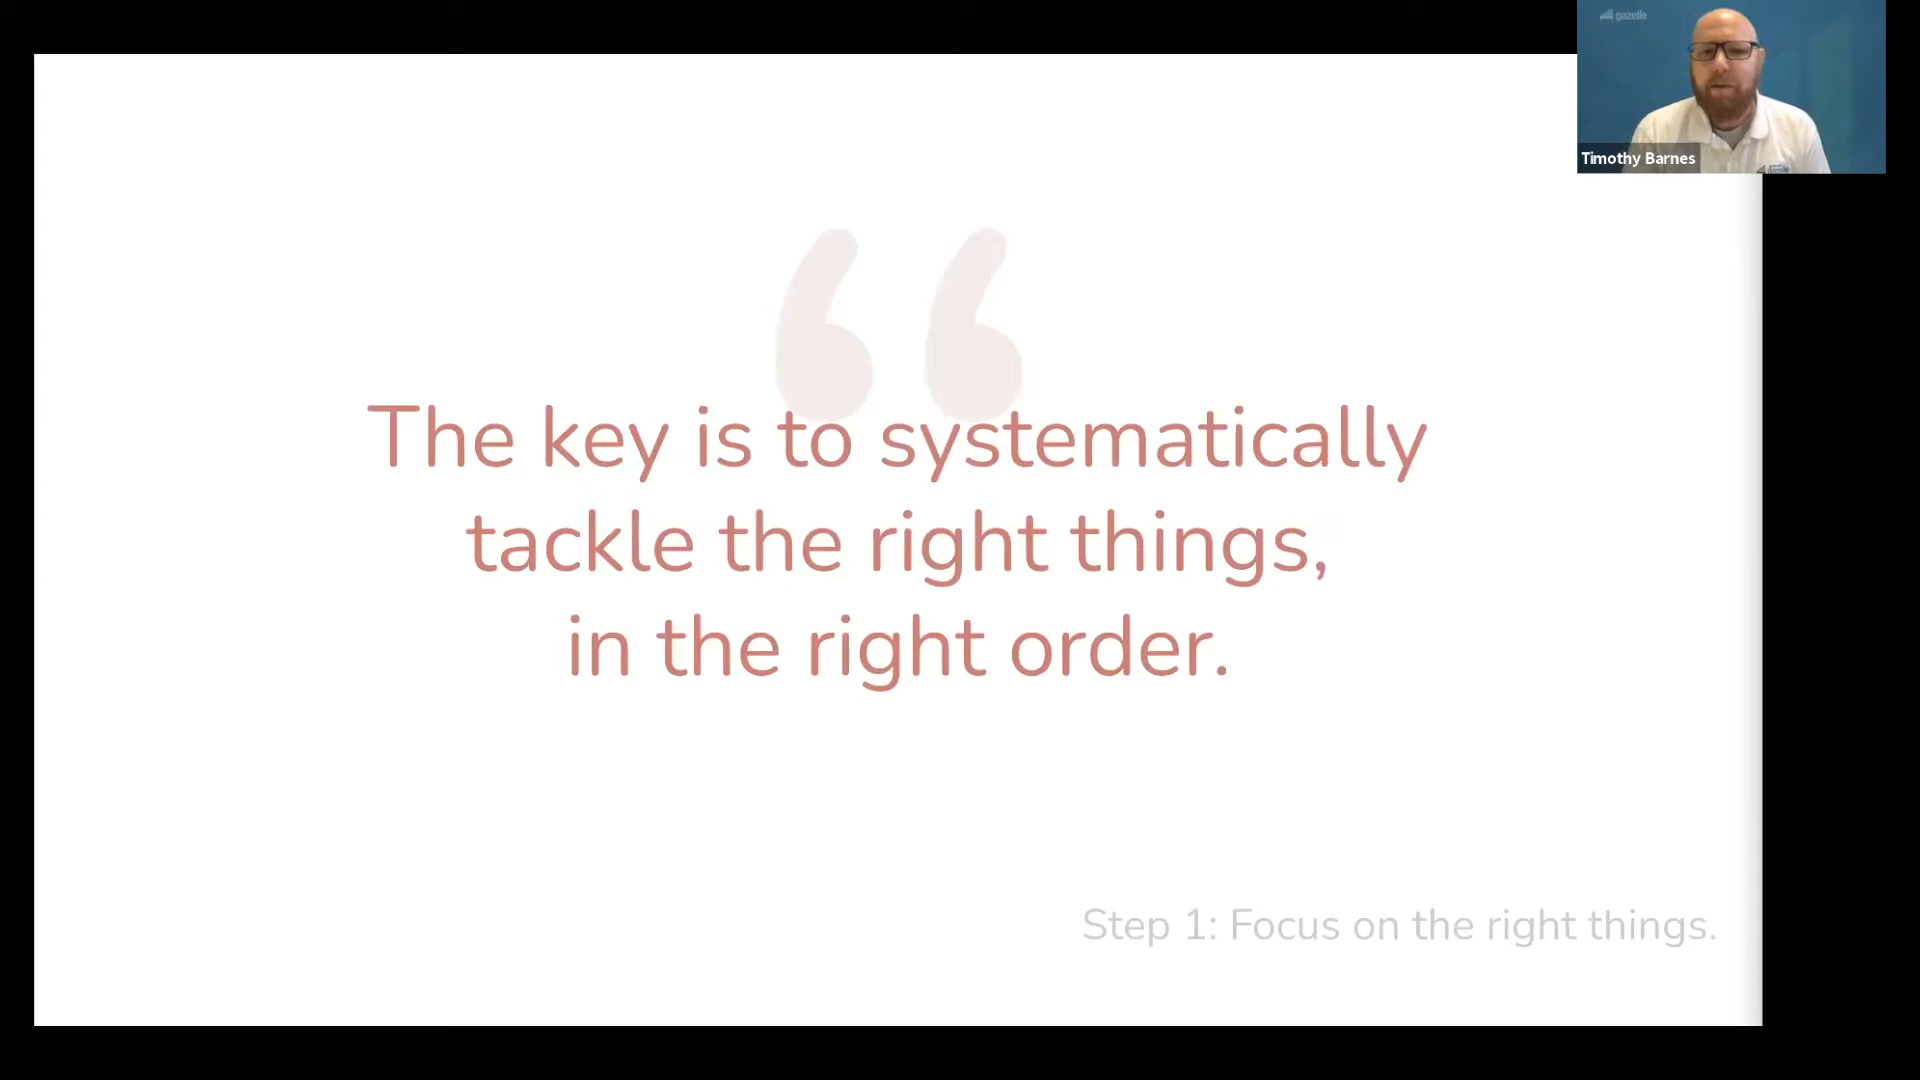 gazelle
Timothy Barnes
The key is to systematically
tackle the right things,
in the right order.
Step 1: Focus on the right things.